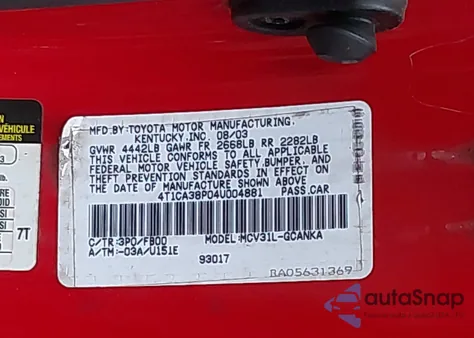 VÉHICULE
MFD. BY: TOYOTA MOTOR MANUFACTURING,
KENTUCKY, INC. 08/03
GVWR 4442LB GAWR FR 2668LB RR 2282LB
THIS VEHICLE CONFORMS TO ALL APPLICABLE
FEDERAL MOTOR VEHICLE SAFETY,BUMPER, AND
THEFT PREVENTION STANDARDS IN EFFECT ON
THE DATE OF MANUFACTURE SHOWN ABOVE.
4T1CA38P04U004881 PASS.CAR
C/TR:3P0/FB00 MODEL:MCV31L-GCANKA
A/TM:-03A/U151E
93017
BA05631369
7T
autoSnap